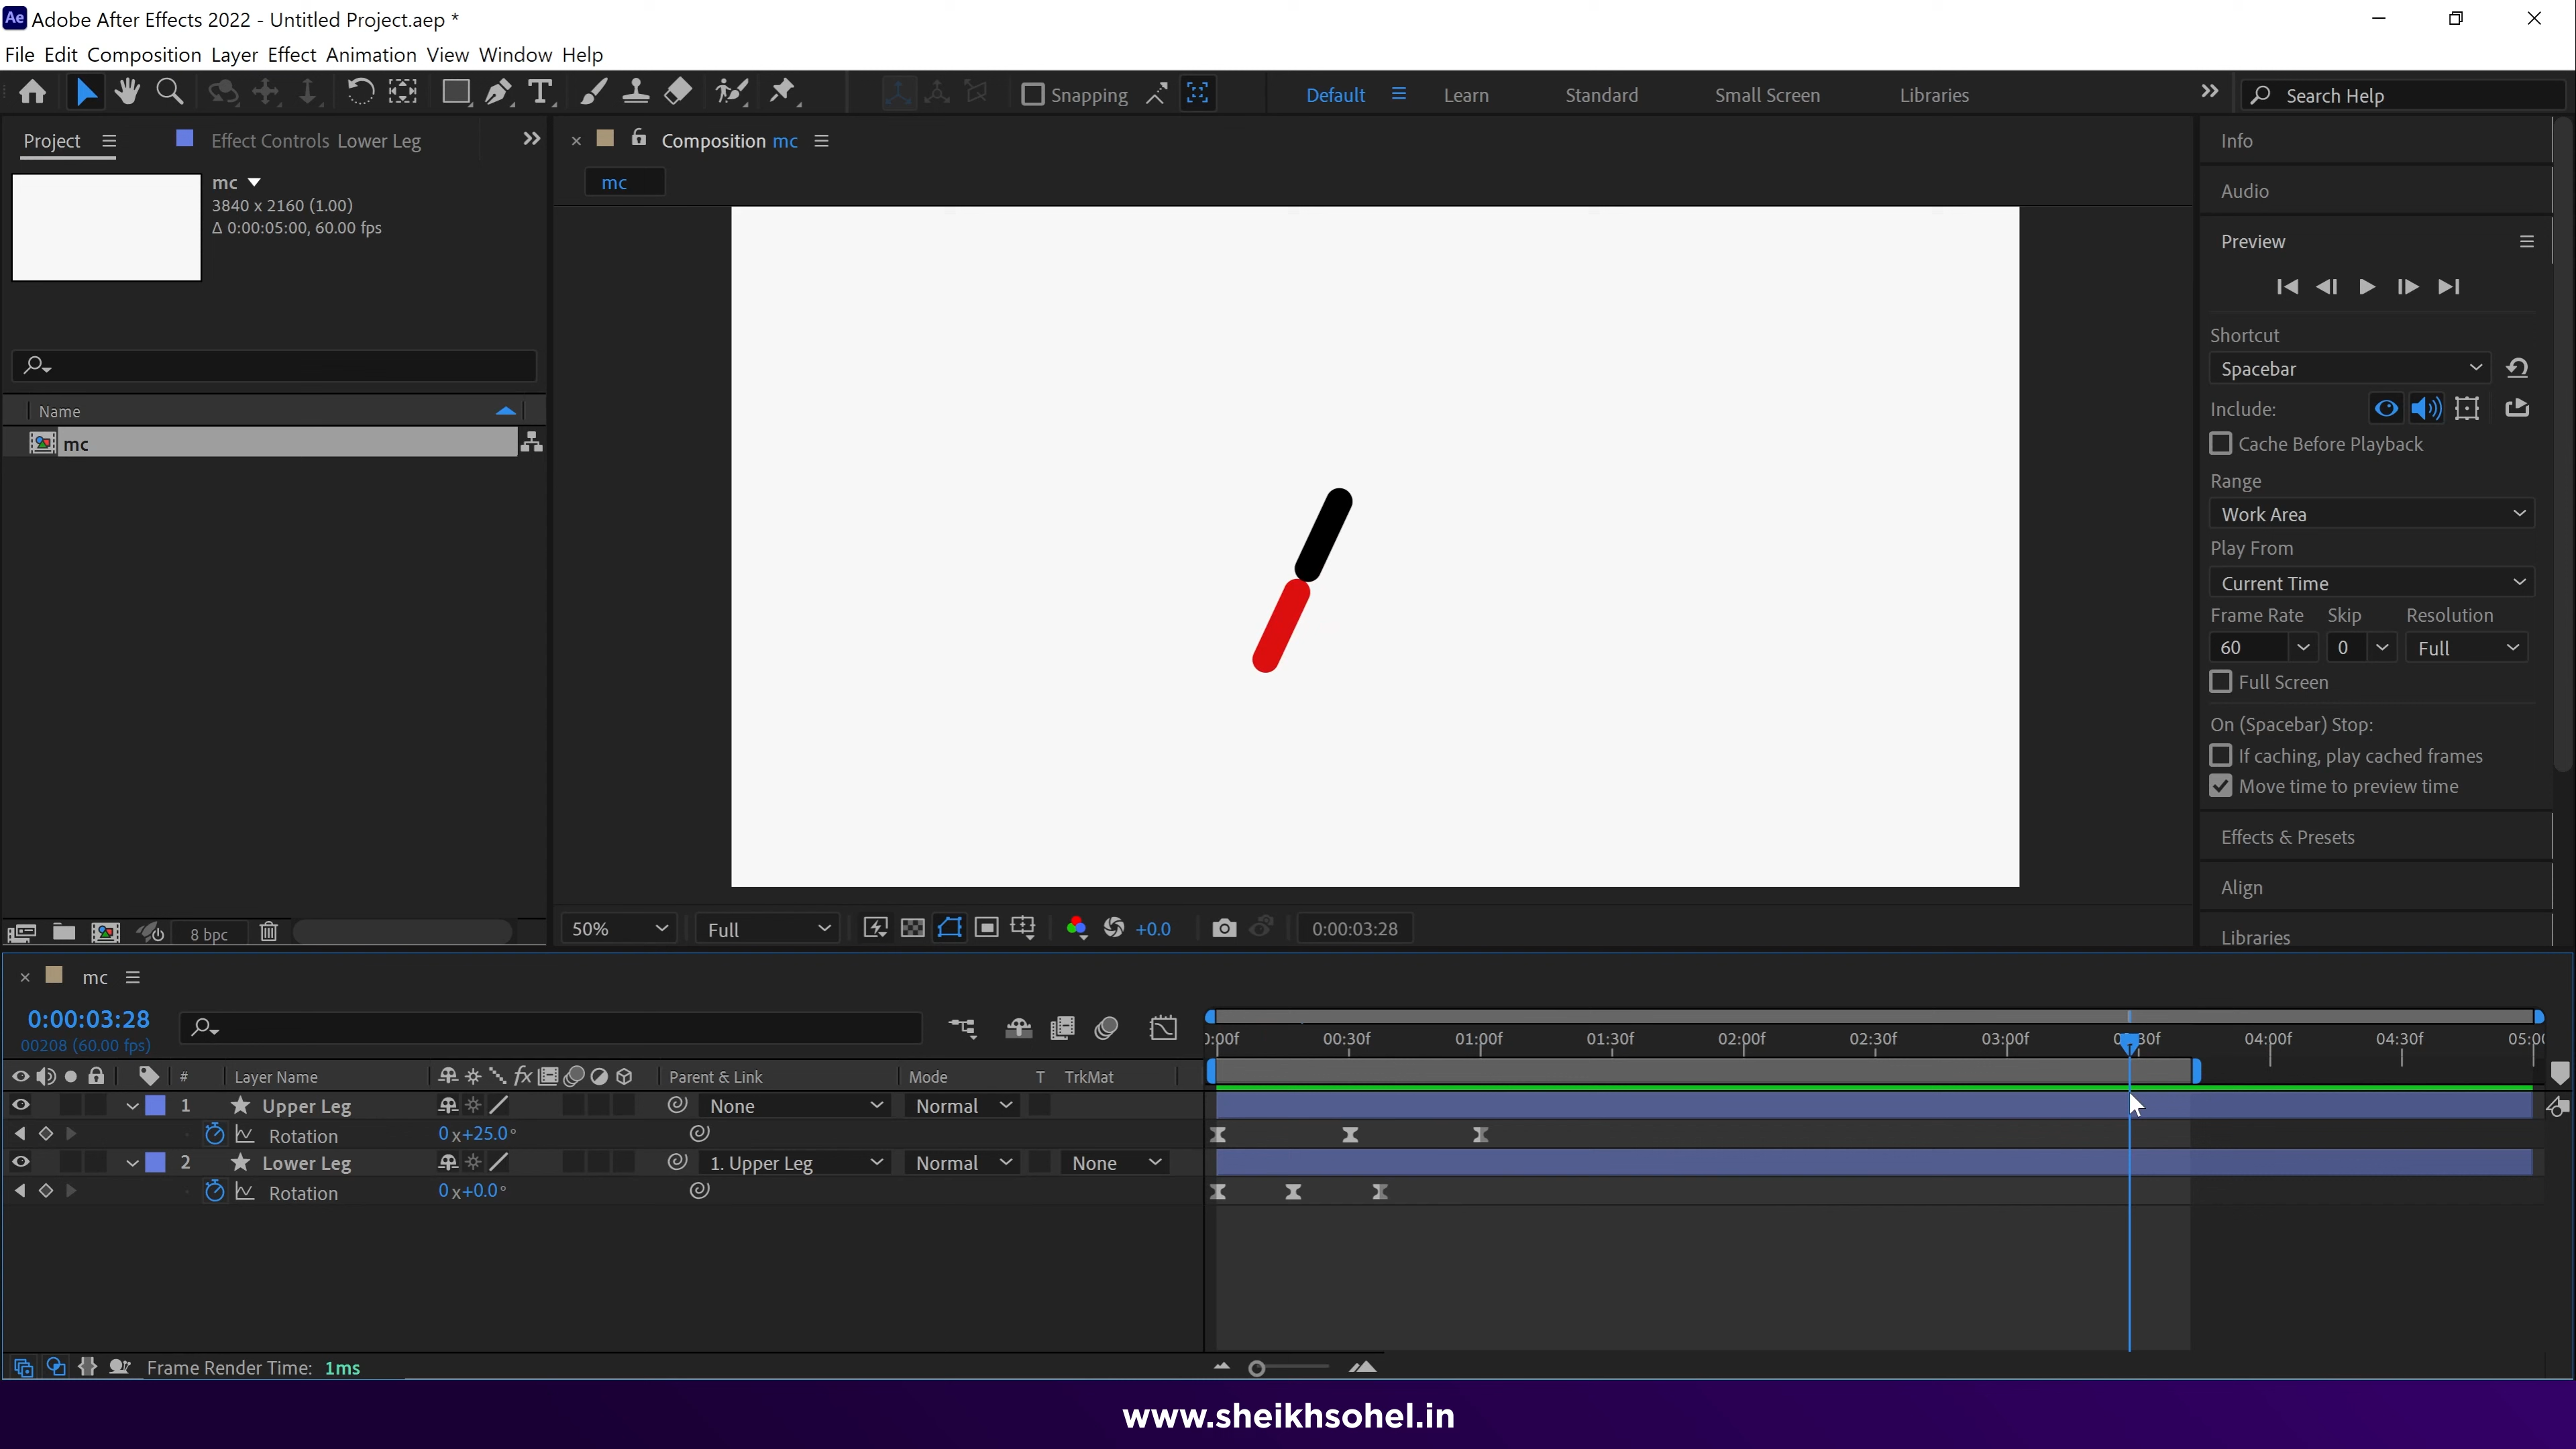 Ae Adobe After Effects 2022 - Untitled Project.aep *
File Edit Composition Layer Effect Animation View Window Help
Snapping Default Learn Standard Small Screen Libraries Search Help
Project Effect Controls Lower Leg
Composition mc
mc
mc
3840 x 2160 (1.00)
Δ 0:00:05:00, 60.00 fps
Name
mc
8 bpc
50% Full +0.0 0:00:03:28
Info
Audio
Preview
Shortcut
Spacebar
Include:
Cache Before Playback
Range
Work Area
Play From
Current Time
Frame Rate Skip Resolution
60 0 Full
Full Screen
On (Spacebar) Stop:
If caching, play cached frames
Move time to preview time
Effects & Presets
Align
Libraries
mc
0:00:03:28
00208 (60.00 fps)
00:30f 01:00f 01:30f 02:00f 02:30f 03:00f 04:00f 04:30f
# Layer Name fx Parent & Link Mode T TrkMat
1 Upper Leg None Normal
Rotation 0x+25.0°
2 Lower Leg 1. Upper Leg Normal None
Rotation 0x+0.0°
Frame Render Time: 1ms
www.sheikhsohel.in